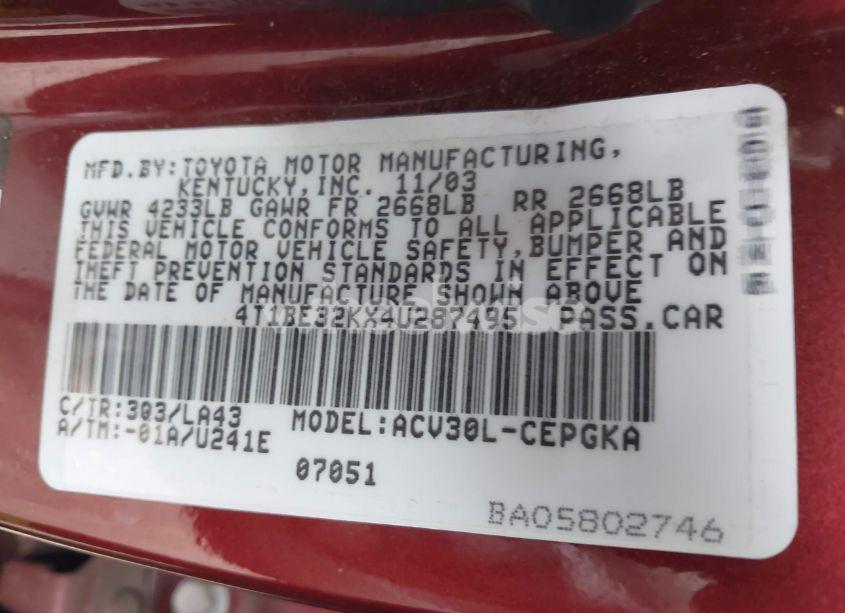 MFD.BY:TOYOTA MOTOR MANUFACTURING,
KENTUCKY,INC. 11/03
GVWR 4233LB GAWR FR 2668LB RR 2668LB
THIS VEHICLE CONFORMS TO ALL APPLICABLE
FEDERAL MOTOR VEHICLE SAFETY,BUMPER AND
THEFT PREVENTION STANDARDS IN EFFECT ON
THE DATE OF MANUFACTURE SHOWN ABOVE
4T1BE32KX4U287495 PASS.CAR
C/TR:303/LA43 MODEL:ACV30L-CEPGKA
A/TM:-01A/U241E
07051
BA05802746